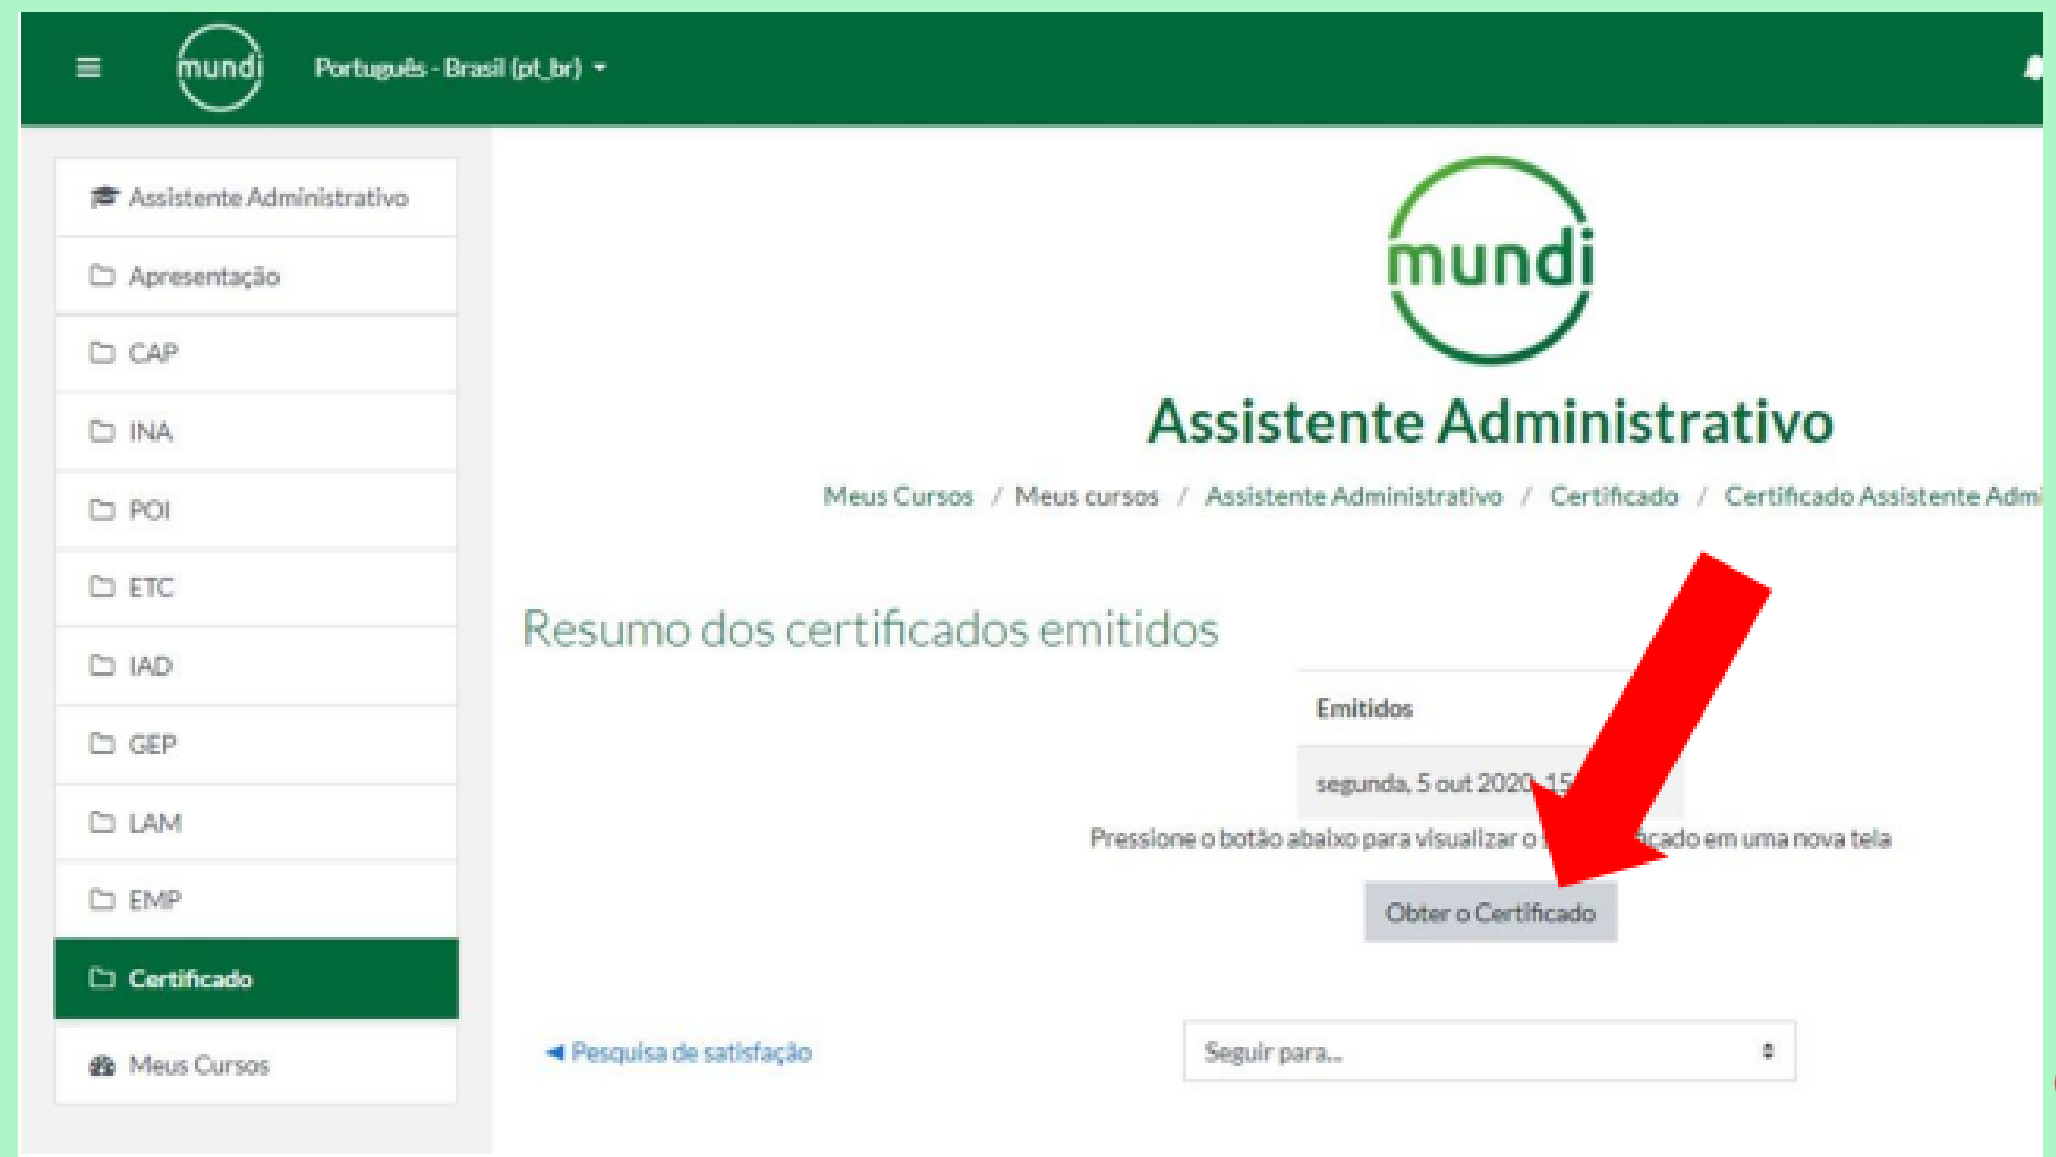 mundi
Português - Brasil (pt_br)
Assistente Administrativo
Apresentação
CAP
INA
POI
ETC
IAD
GEP
LAM
EMP
Certificado
Meus Cursos
mundi
Assistente Administrativo
Meus Cursos / Meus cursos / Assistente Administrativo / Certificado / Certificado Assistente Adm
Resumo dos certificados emitidos
Emitidos
segunda, 5 out 2020, 15
Pressione o botão abaixo para visualizar o em uma nova tela
Obter o Certificado
Pesquisa de satisfação
Seguir para...